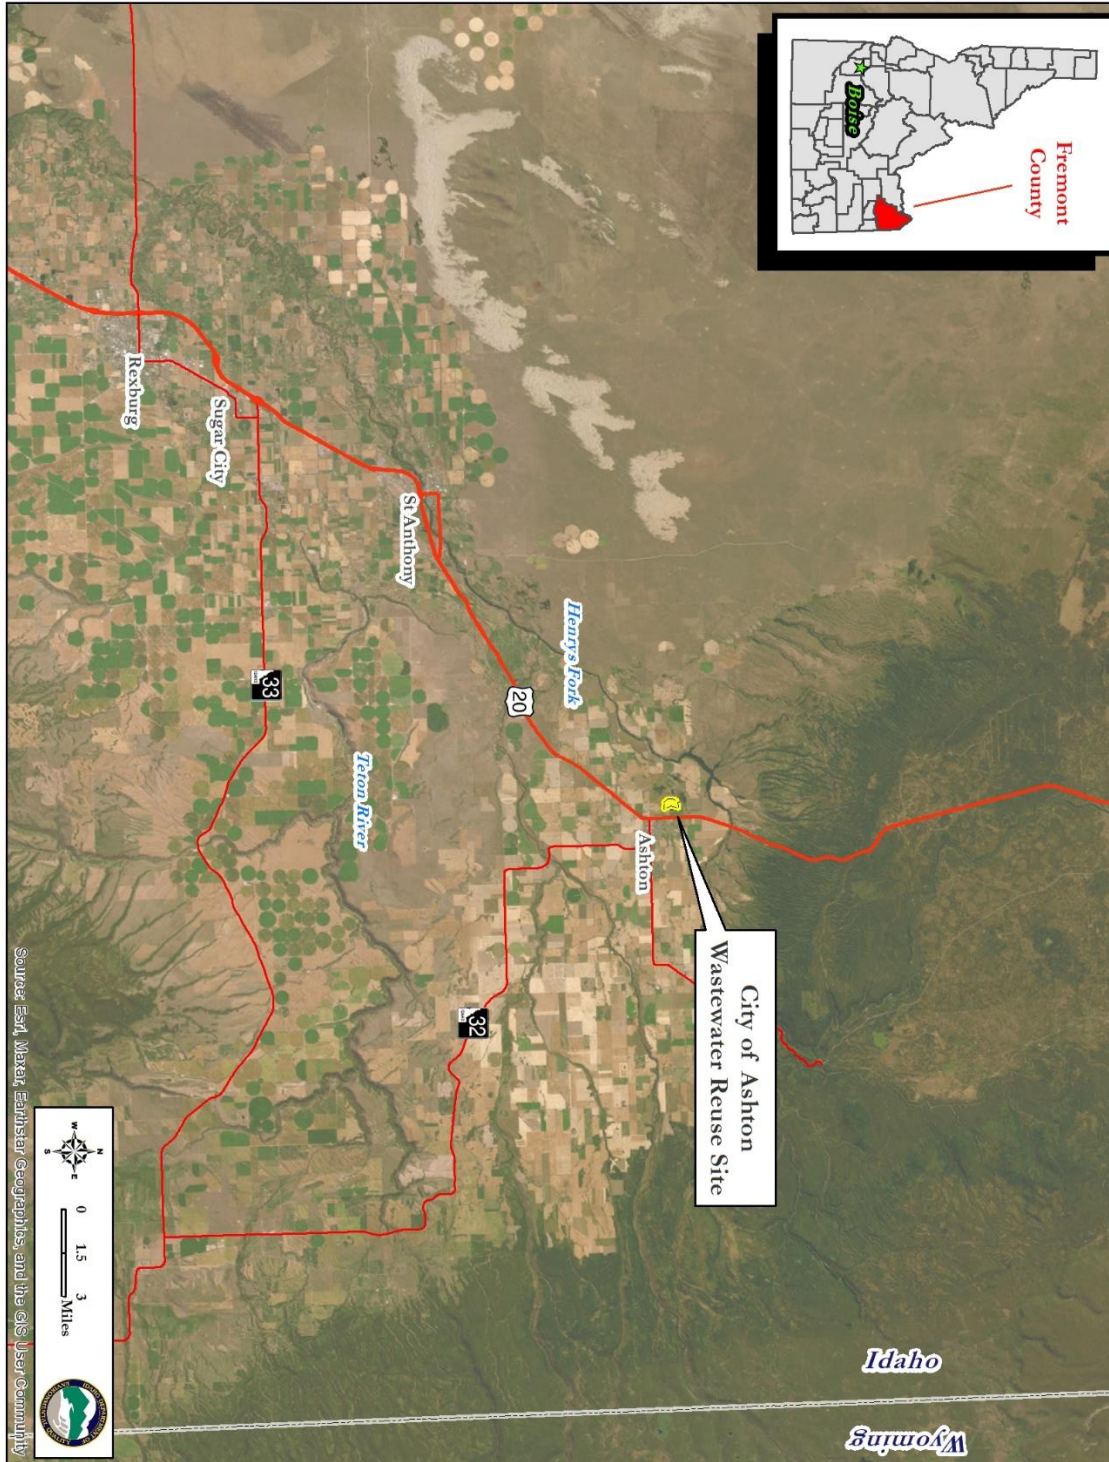 Fremont
County
Boise
City of Ashton
Wastewater Reuse Site
Ashton
Henrys Fork
20
St Anthony
Teton River
32
33
Sugar City
Rexburg
Idaho
Wyoming
N
W
E
S
0 1.5 3
Miles
Source: Esri, Maxar, Earthstar Geographics, and the GIS User Community